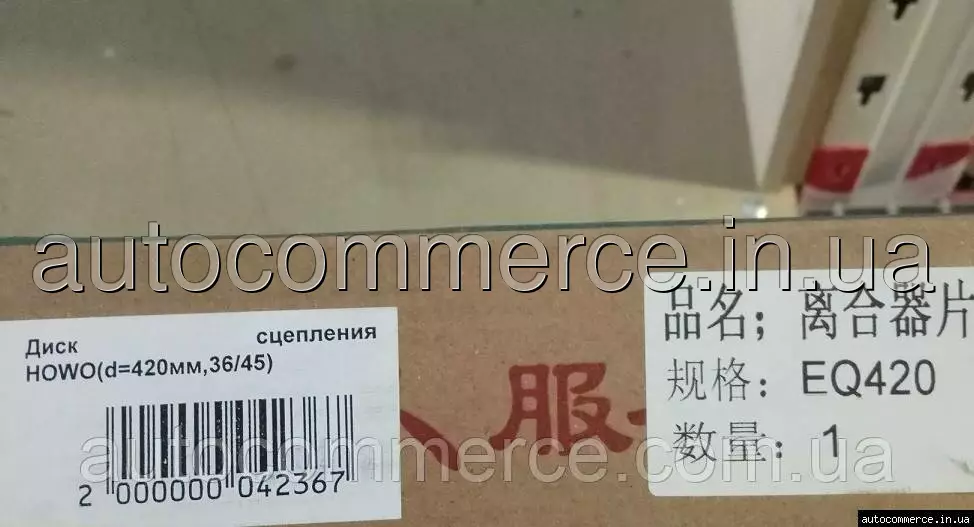 autocommerce.in.ua
Диск сцепления
HOWO(d=420мм,36/45)
2 000000 042367
服
品名；离合器片
规格：EQ420
数量：1
autocommerce.com.ua
autocommerce.in.ua